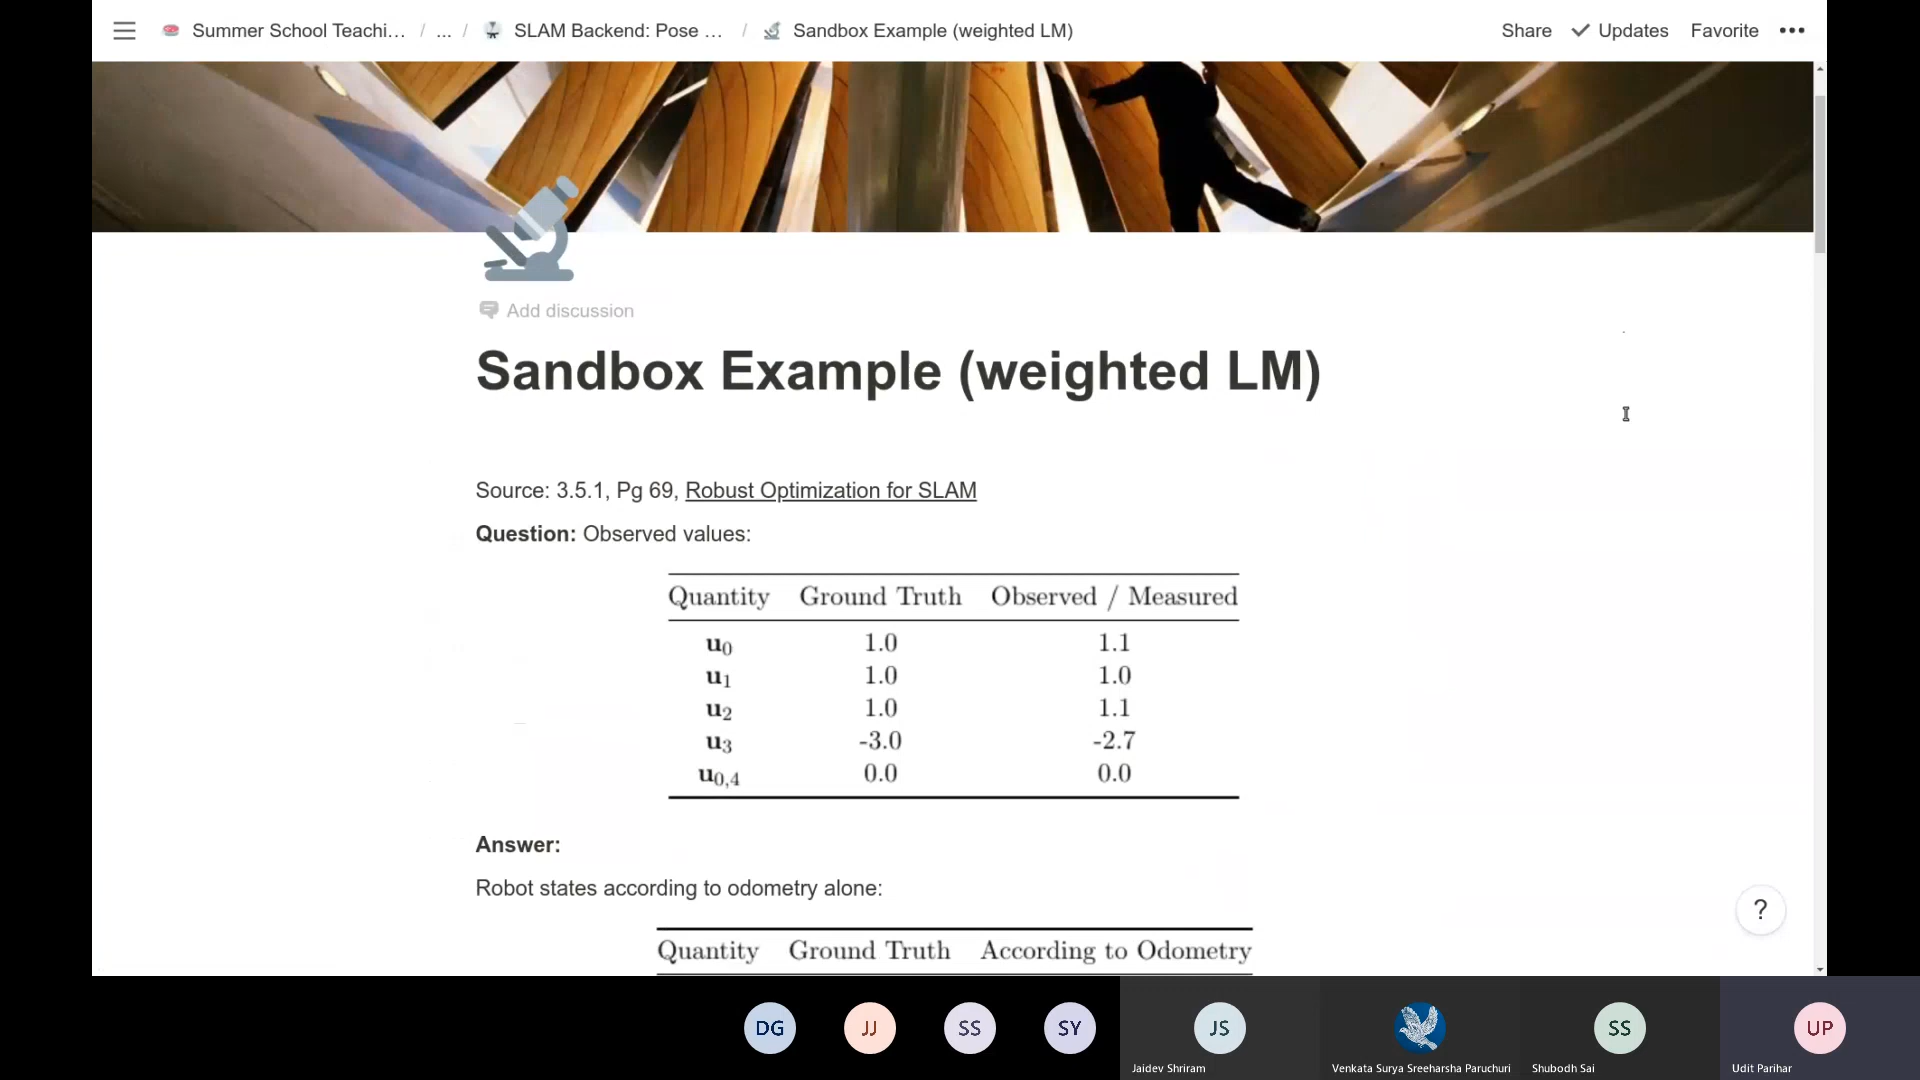 Summer School Teachi... / ... / SLAM Backend: Pose ... / Sandbox Example (weighted LM) Share Updates Favorite •••
Add discussion
Sandbox Example (weighted LM)
Source: 3.5.1, Pg 69, Robust Optimization for SLAM
Question: Observed values:
Quantity Ground Truth Observed / Measured
u0 1.0 1.1
u1 1.0 1.0
u2 1.0 1.1
u3 -3.0 -2.7
u0,4 0.0 0.0
Answer:
Robot states according to odometry alone:
?
Quantity Ground Truth According to Odometry
DG JJ SS SY JS SS UP
Jaidev Shriram Venkata Surya Sreeharsha Paruchuri Shubodh Sai Udit Parihar